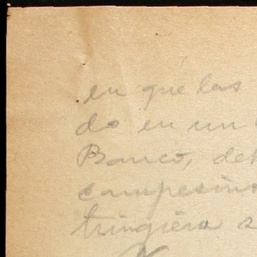 en que las
do en un
Banco, de
campesino
tringiera a